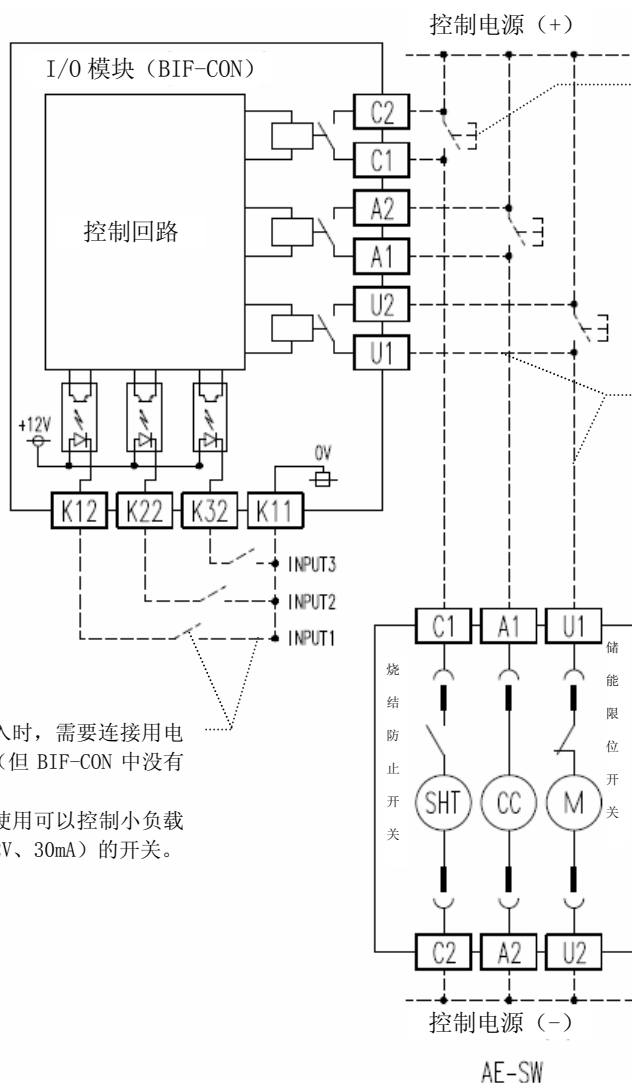 控制电源（+）
I/O 模块（BIF-CON）
C2
C1
控制回路
A2
A1
U2
U1
+12V
0V
K12 K22 K32 K11
INPUT3
INPUT2
INPUT1
C1 A1 U1
烧结防止开关
储能限位开关
入时，需要连接用电
（但 BIF-CON 中没有
使用可以控制小负载
V、30mA）的开关。
SHT CC M
C2 A2 U2
控制电源（-）
AE-SW